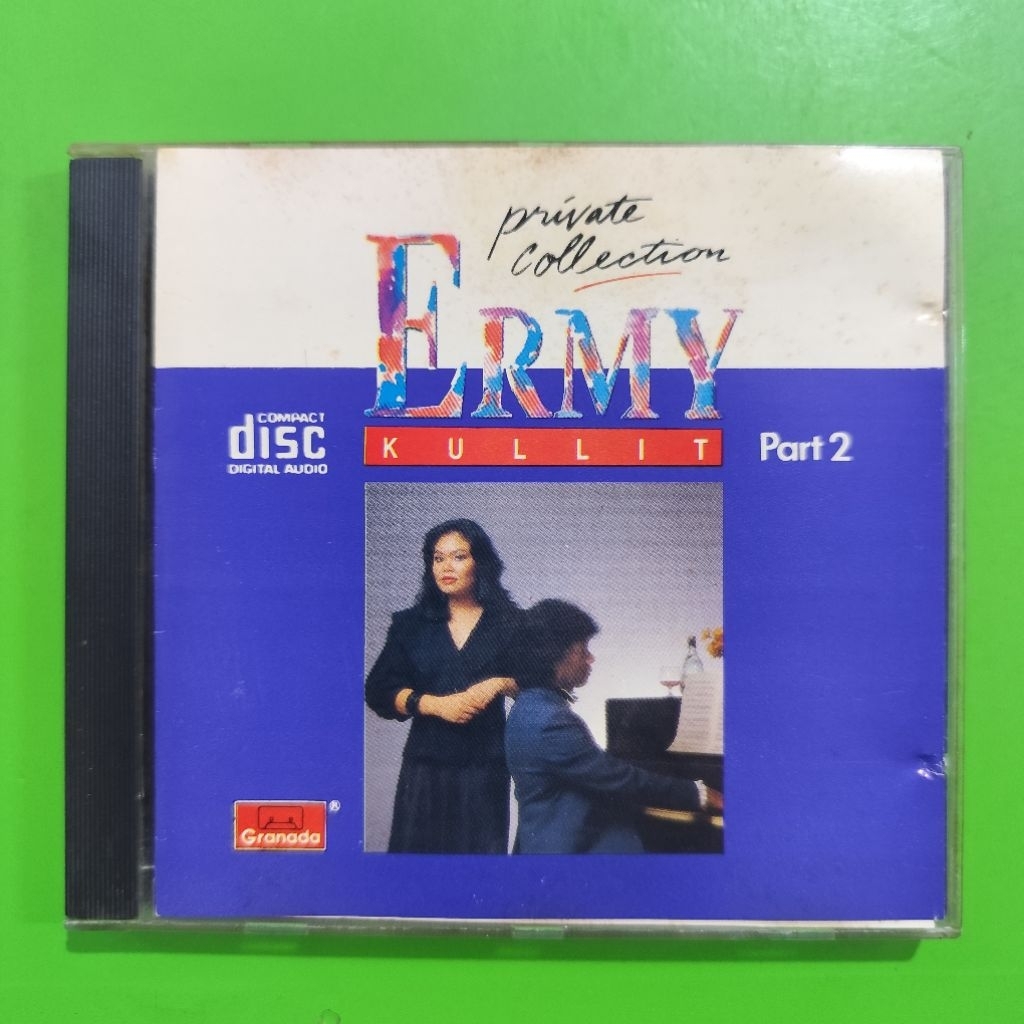 private
collection
ERMY
KULLIT
COMPACT
disc
DIGITAL AUDIO
Part 2
Granada
®